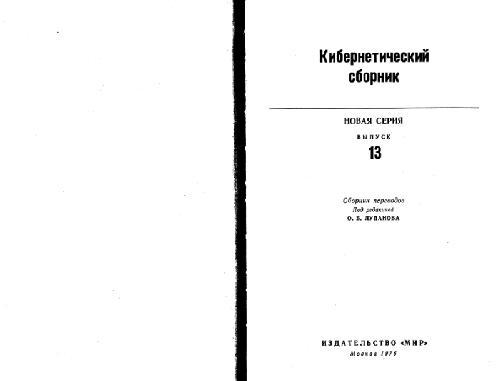 Кибернетический
сборник
НОВАЯ СЕРИЯ
ВЫПУСК
13
Сборник переводов
Под редакцией
О. Б. ЛУПАНОВА
ИЗДАТЕЛЬСТВО «МИР»
Москва 1976